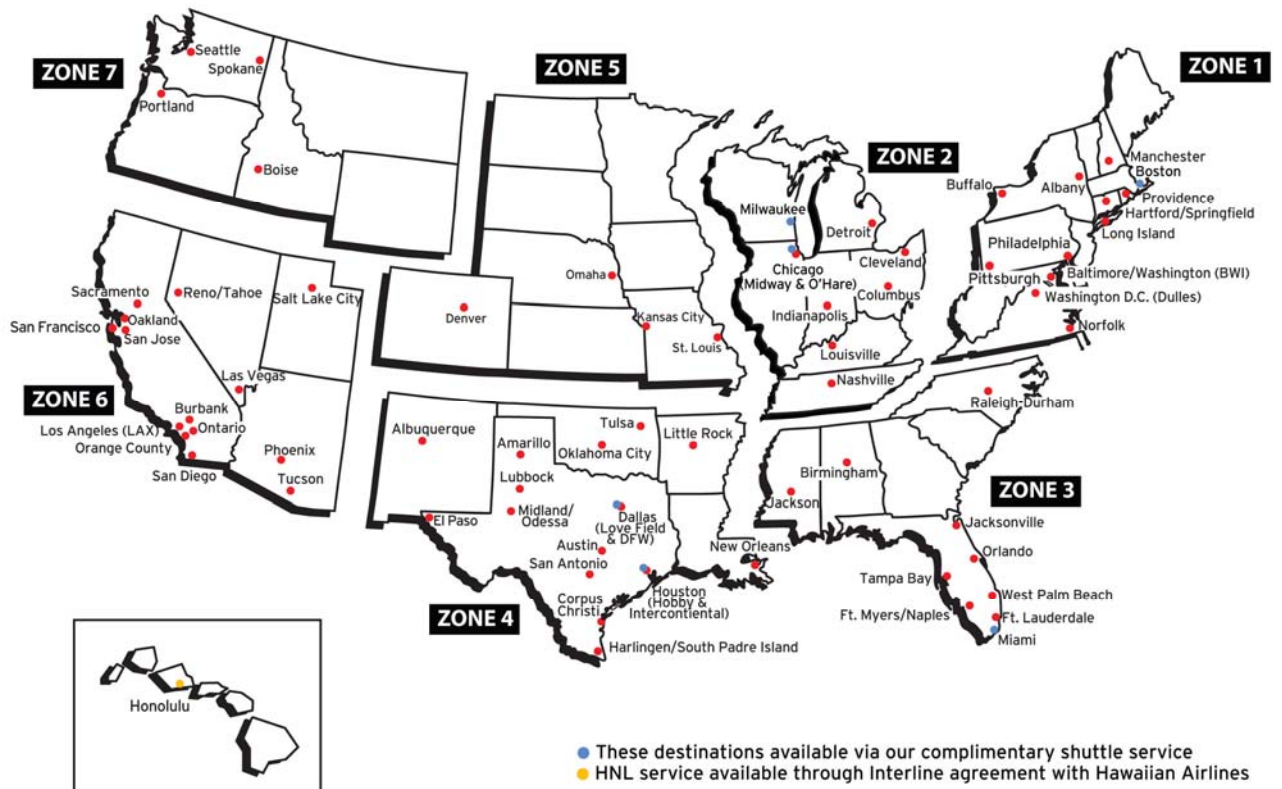 ZONE 7
Seattle
Spokane
Portland
Boise
ZONE 5
Omaha
Denver
Kansas City
St. Louis
ZONE 2
Milwaukee
Detroit
Chicago
(Midway & O'Hare)
Cleveland
Columbus
Indianapolis
Louisville
Nashville
ZONE 1
Manchester
Boston
Buffalo
Albany
Providence
Hartford/Springfield
Long Island
Philadelphia
Pittsburgh
Baltimore/Washington (BWI)
Washington D.C. (Dulles)
Norfolk
Sacramento
Reno/Tahoe
Salt Lake City
San Francisco
Oakland
San Jose
Las Vegas
ZONE 6
Burbank
Los Angeles (LAX)
Ontario
Orange County
San Diego
Phoenix
Tucson
Albuquerque
Amarillo
Tulsa
Oklahoma City
Little Rock
Lubbock
Midland/
Odessa
El Paso
Dallas
(Love Field
& DFW)
Austin
San Antonio
New Orleans
Houston
(Hobby &
Intercontiental)
Corpus
Christi
ZONE 4
Harlingen/South Padre Island
Raleigh-Durham
Birmingham
Jackson
ZONE 3
Jacksonville
Orlando
Tampa Bay
West Palm Beach
Ft. Myers/Naples
Ft. Lauderdale
Miami
Honolulu
These destinations available via our complimentary shuttle service
HNL service available through Interline agreement with Hawaiian Airlines